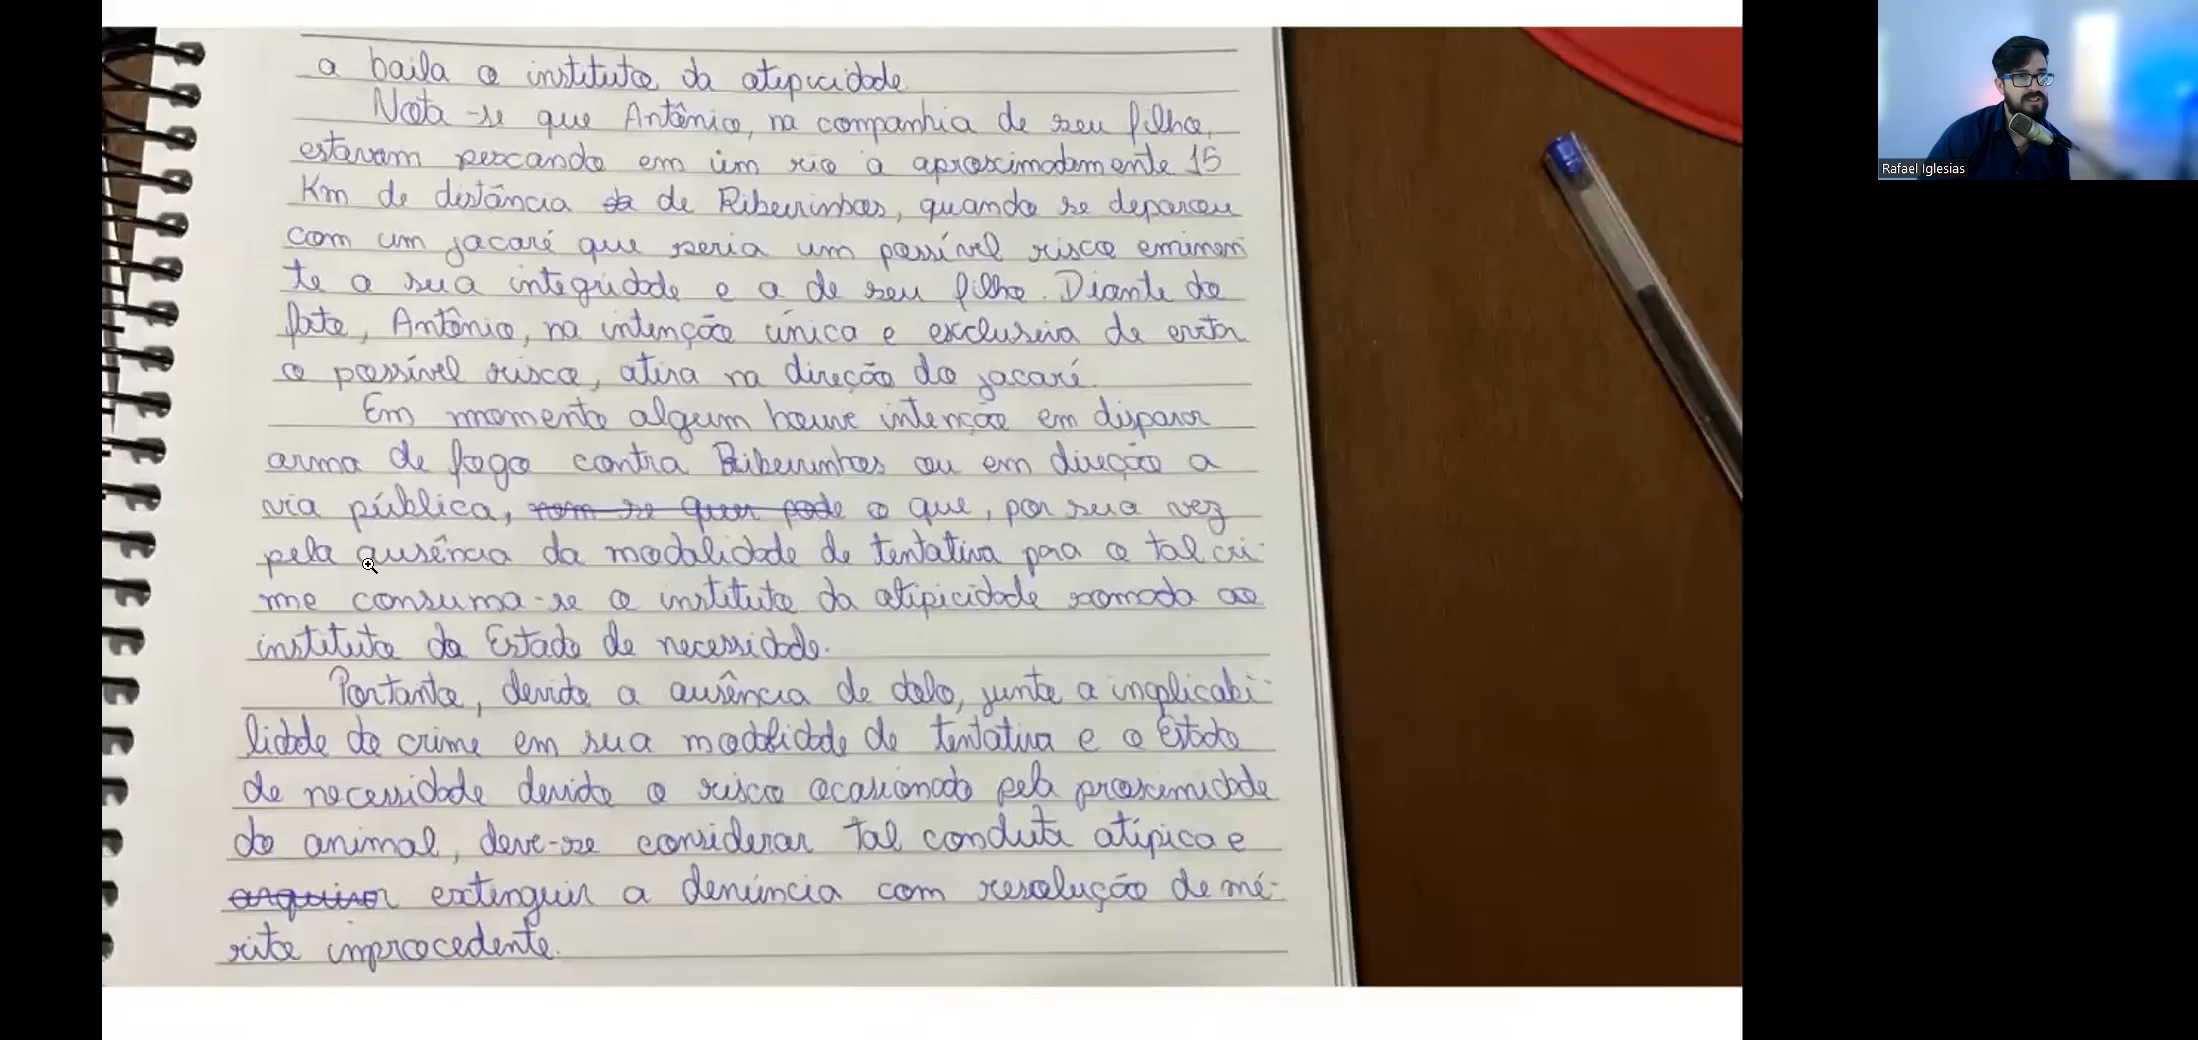 a baila o instituto da atipicidade.
Nota-se que Antônio, na companhia de seu filho,
estavam pescando em um rio à aproximadamente 15
Km de distância da de Ribeirinhos, quando se deparou
com um jacaré que seria um possível risco eminen
te a sua integridade e a de seu filho. Diante do
fato, Antônio, na intenção única e exclusiva de evitar
o possível risco, atira na direção do jacaré.
Em momento algum houve intenção em disparar
arma de fogo contra Ribeirinhos ou em direção a
via pública, nem se quer pode o que, por sua vez
pela ausência da modalidade de tentativa para o tal cri-
me consuma-se o instituto da atipicidade somada ao
instituto do Estado de necessidade.
Portanto, devido a ausência de dolo, junto a inaplicabi-
lidade do crime em sua modalidade de tentativa e o Estado
de necessidade devido o risco ocasionado pela proximidade
do animal, deve-se considerar tal conduta atípica e
arquivar extinguir a denúncia com resolução de mé-
rito improcedente.
Rafael Iglesias